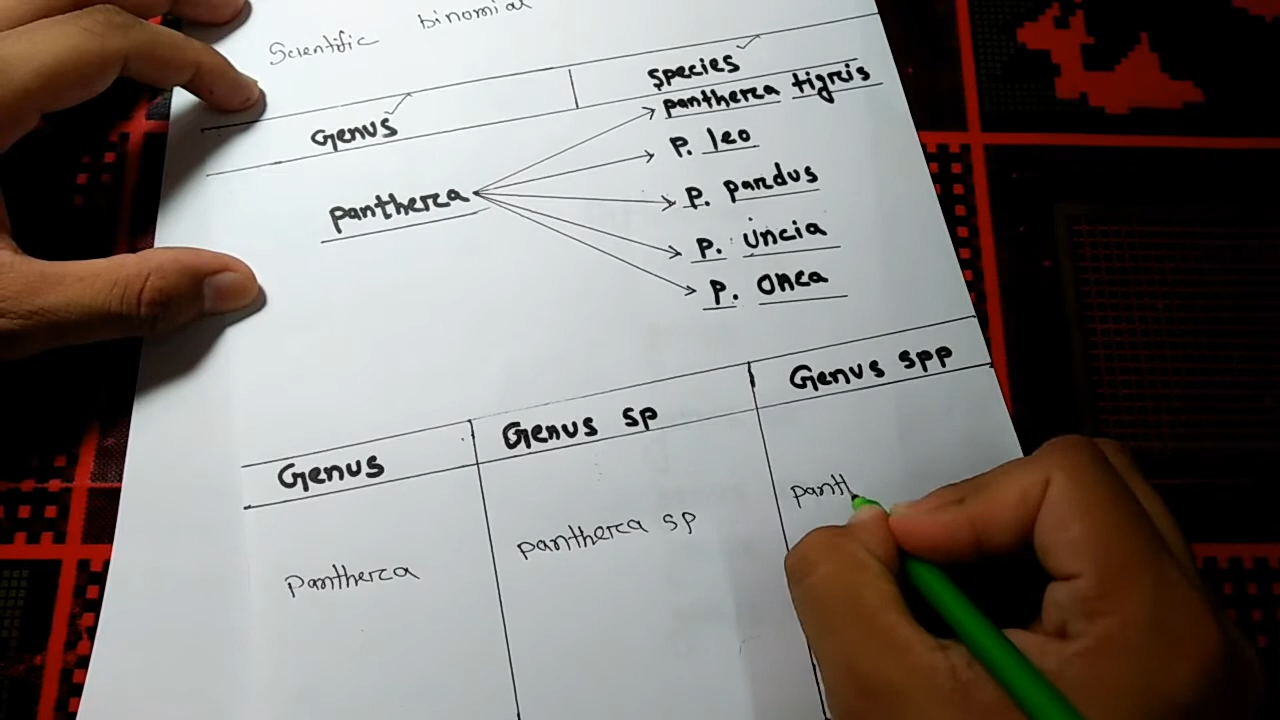 Scientific binomial
Genus Species
panthera
panthera tigris
P. leo
P. pardus
P. uncia
P. onca
Genus Genus sp Genus spp
Panthera panthera sp panth